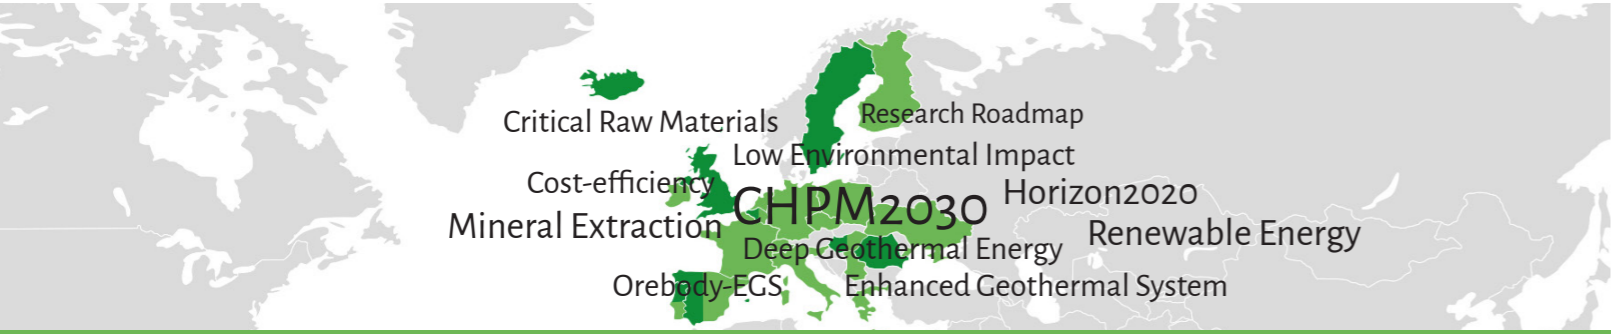 Critical Raw Materials
Research Roadmap
Low Environmental Impact
Cost-efficiency
CHPM2030
Horizon2020
Mineral Extraction
Renewable Energy
Deep Geothermal Energy
Orebody-EGS
Enhanced Geothermal System